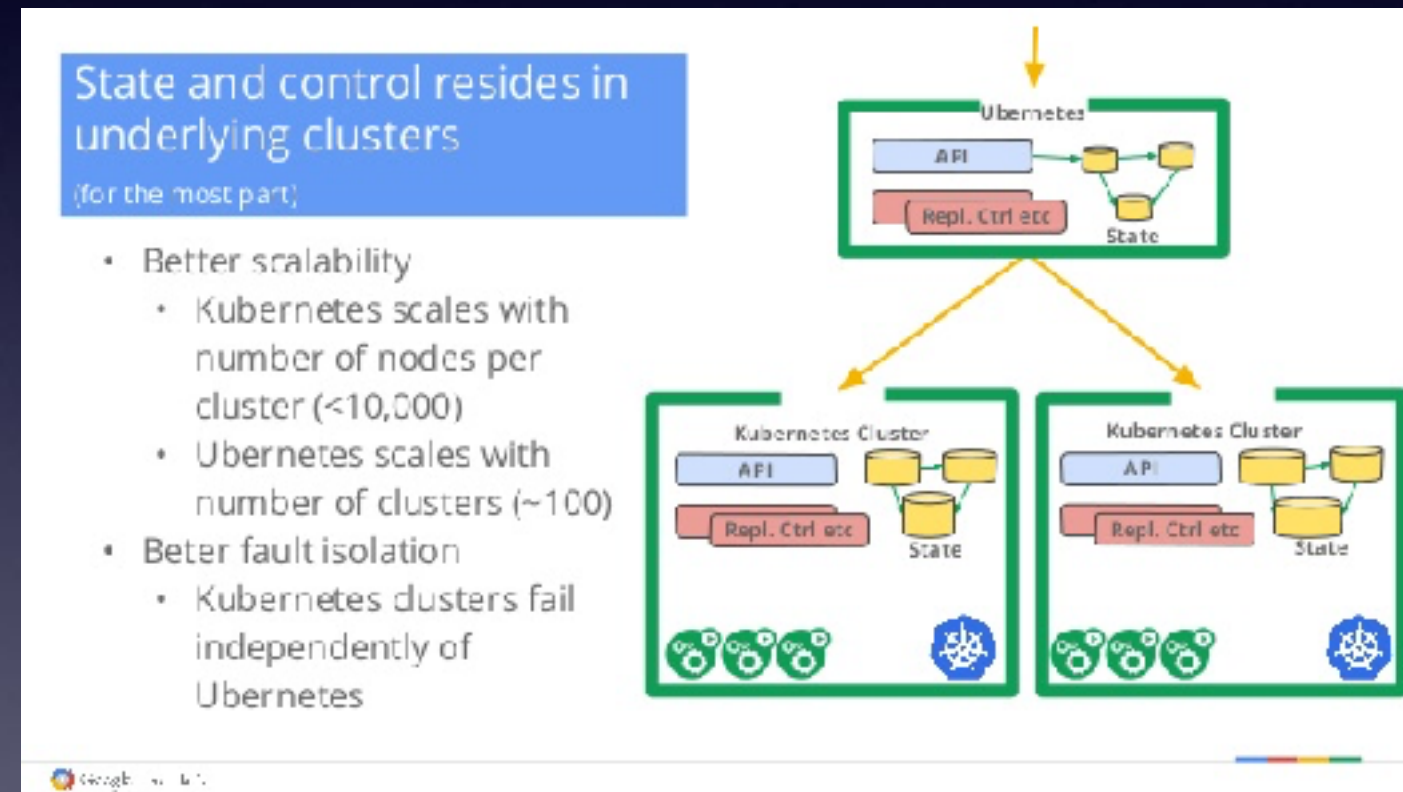 State and control resides in
underlying clusters
(for the most part)
• Better scalability
• Kubernetes scales with
number of nodes per
cluster (<10,000)
• Ubernetes scales with
number of clusters (~100)
• Beter fault isolation
• Kubernetes clusters fail
independently of
Ubernetes
Ubernetes
API
Repl. Ctrl etc
State
Kubernetes Cluster
API
Repl. Ctrl etc
State
Kubernetes Cluster
API
Repl. Ctrl etc
State
Google